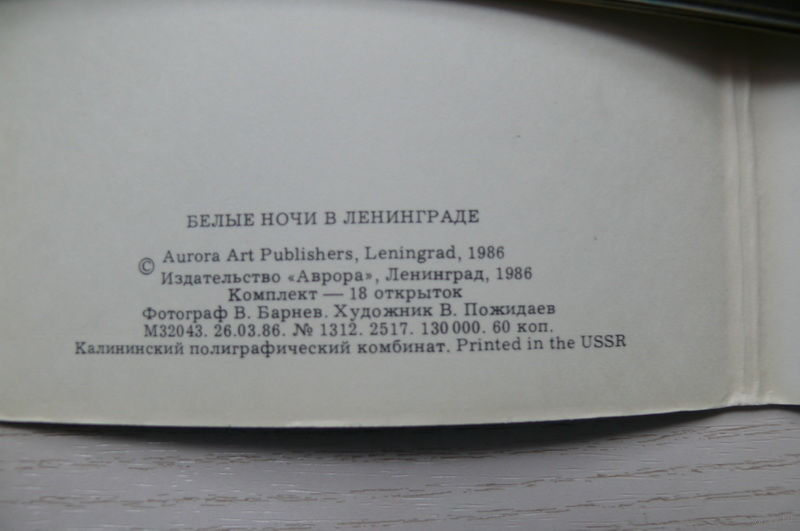 БЕЛЫЕ НОЧИ В ЛЕНИНГРАДЕ
© Aurora Art Publishers, Leningrad, 1986
Издательство «Аврора», Ленинград, 1986
Комплект — 18 открыток
Фотограф В. Барнев. Художник В. Пожидаев
М32043. 26.03.86. № 1312. 2517. 130 000. 60 коп.
Калининский полиграфический комбинат. Printed in the USSR